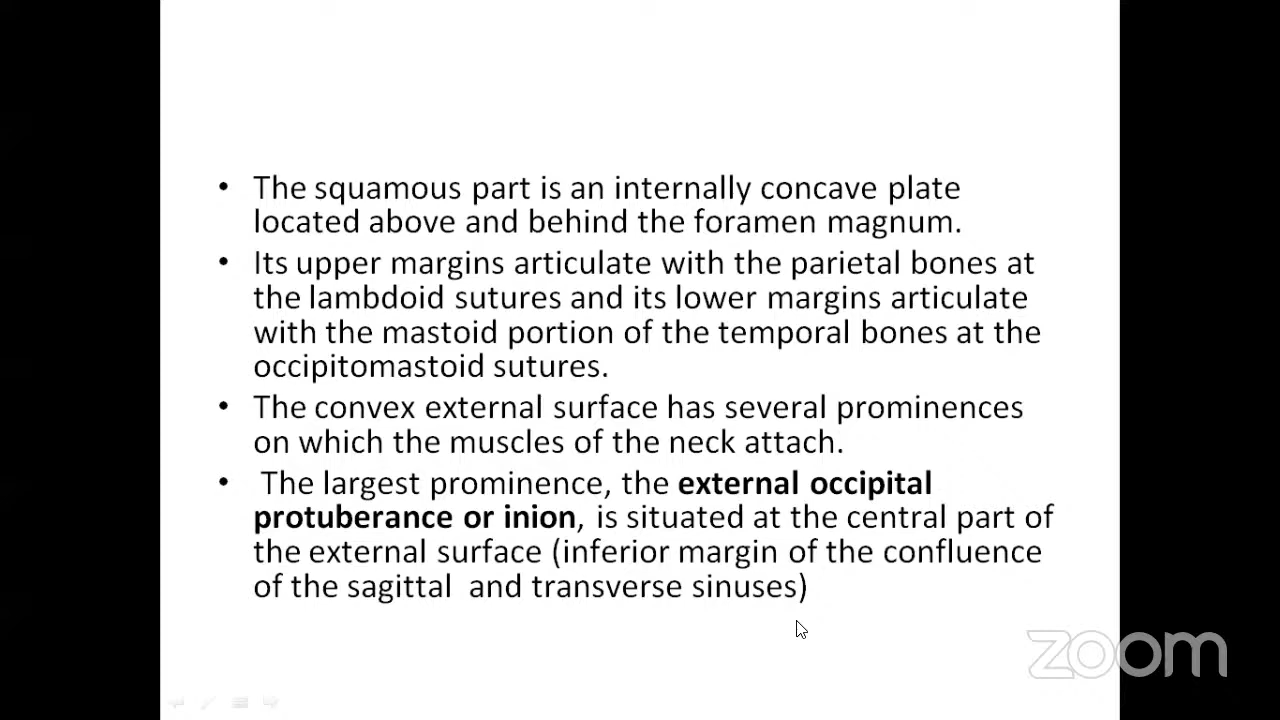 • The squamous part is an internally concave plate
located above and behind the foramen magnum.
• Its upper margins articulate with the parietal bones at
the lambdoid sutures and its lower margins articulate
with the mastoid portion of the temporal bones at the
occipitomastoid sutures.
• The convex external surface has several prominences
on which the muscles of the neck attach.
• The largest prominence, the external occipital
protuberance or inion, is situated at the central part of
the external surface (inferior margin of the confluence
of the sagittal and transverse sinuses)
zoom